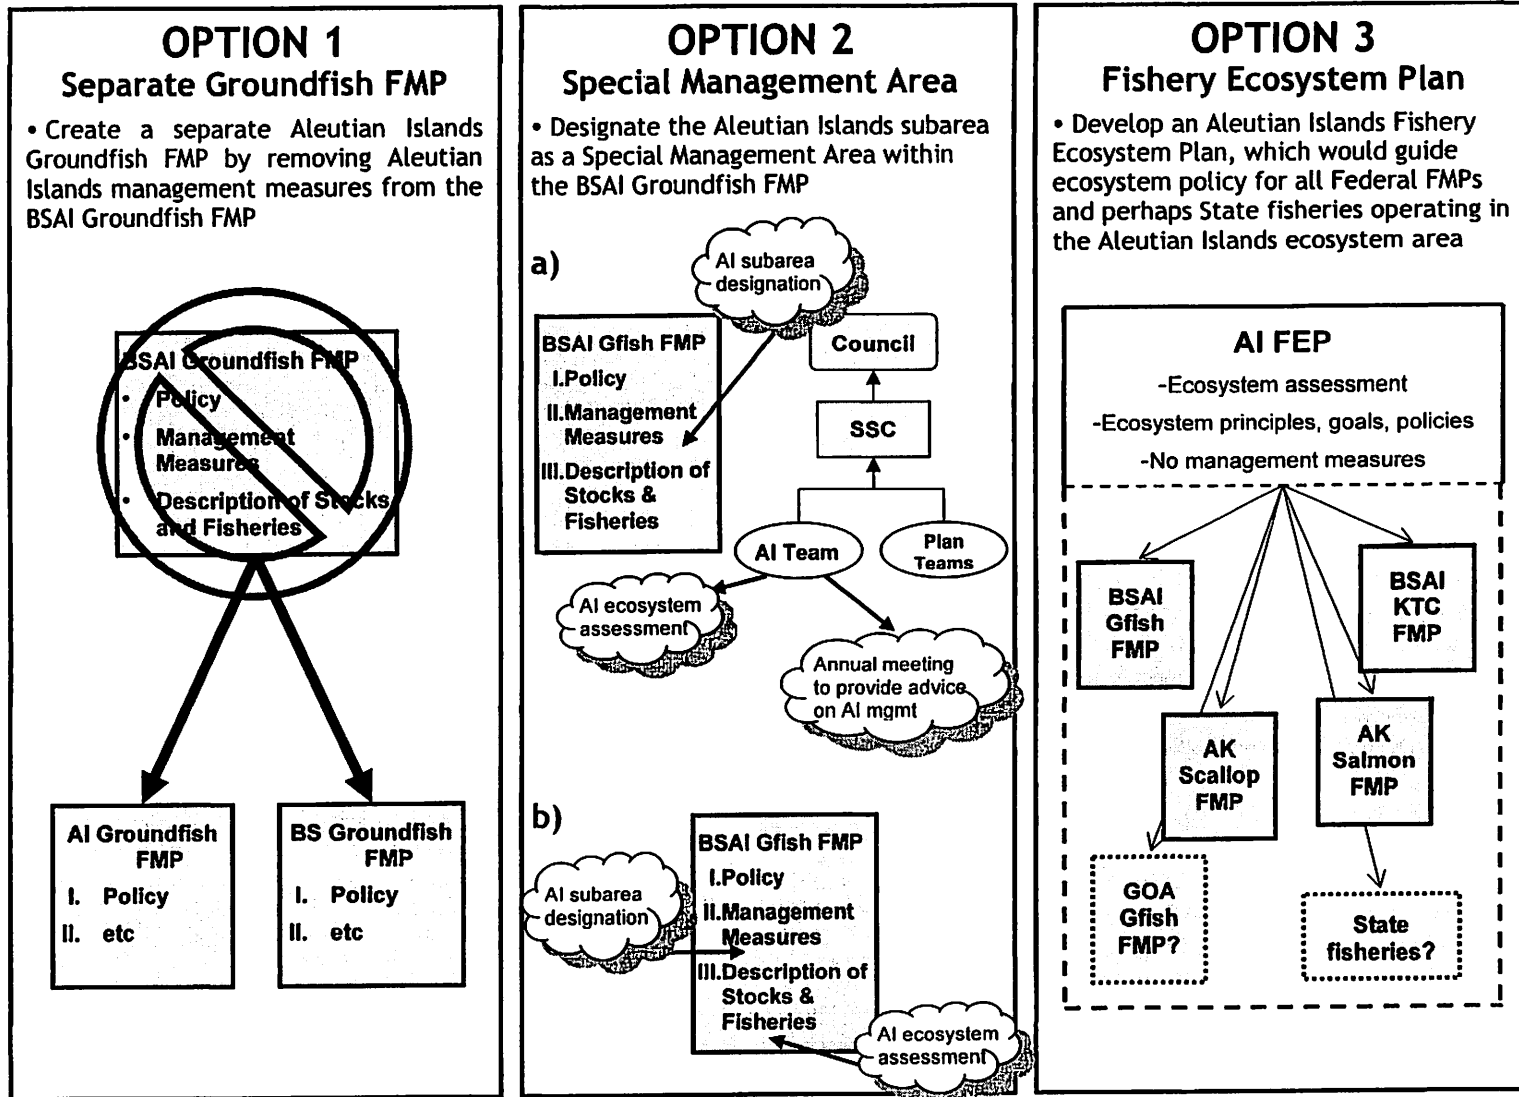 OPTION 1
Separate Groundfish FMP
• Create a separate Aleutian Islands
Groundfish FMP by removing Aleutian
Islands management measures from the
BSAI Groundfish FMP
BSAI Groundfish FMP
• Policy
• Management
Measures
• Description of Stocks
and Fisheries
AI Groundfish
FMP
I. Policy
II. etc
BS Groundfish
FMP
I. Policy
II. etc
OPTION 2
Special Management Area
• Designate the Aleutian Islands subarea
as a Special Management Area within
the BSAI Groundfish FMP
a)
AI subarea
designation
BSAI Gfish FMP
I.Policy
II.Management
Measures
III.Description of
Stocks &
Fisheries
Council
SSC
AI Team
Plan
Teams
AI ecosystem
assessment
Annual meeting
to provide advice
on AI mgmt
b)
AI subarea
designation
BSAI Gfish FMP
I.Policy
II.Management
Measures
III.Description of
Stocks &
Fisheries
AI ecosystem
assessment
OPTION 3
Fishery Ecosystem Plan
• Develop an Aleutian Islands Fishery
Ecosystem Plan, which would guide
ecosystem policy for all Federal FMPs
and perhaps State fisheries operating in
the Aleutian Islands ecosystem area
AI FEP
-Ecosystem assessment
-Ecosystem principles, goals, policies
-No management measures
BSAI
Gfish
FMP
BSAI
KTC
FMP
AK
Scallop
FMP
AK
Salmon
FMP
GOA
Gfish
FMP?
State
fisheries?